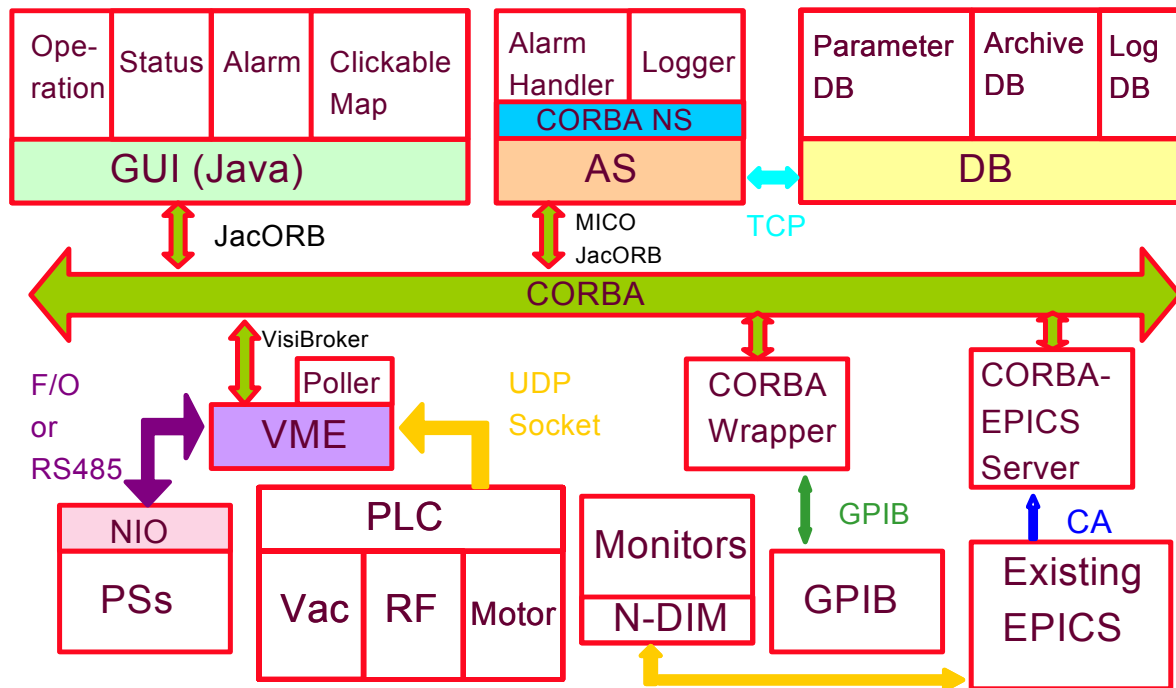 Ope-
ration
Status
Alarm
Clickable
Map
GUI (Java)
Alarm
Handler
Logger
CORBA NS
AS
Parameter
DB
Archive
DB
Log
DB
DB
TCP
JacORB
MICO
JacORB
CORBA
VisiBroker
F/O
or
RS485
Poller
VME
UDP
Socket
CORBA
Wrapper
CORBA-
EPICS
Server
NIO
PSs
PLC
Vac
RF
Motor
Monitors
N-DIM
GPIB
GPIB
CA
Existing
EPICS